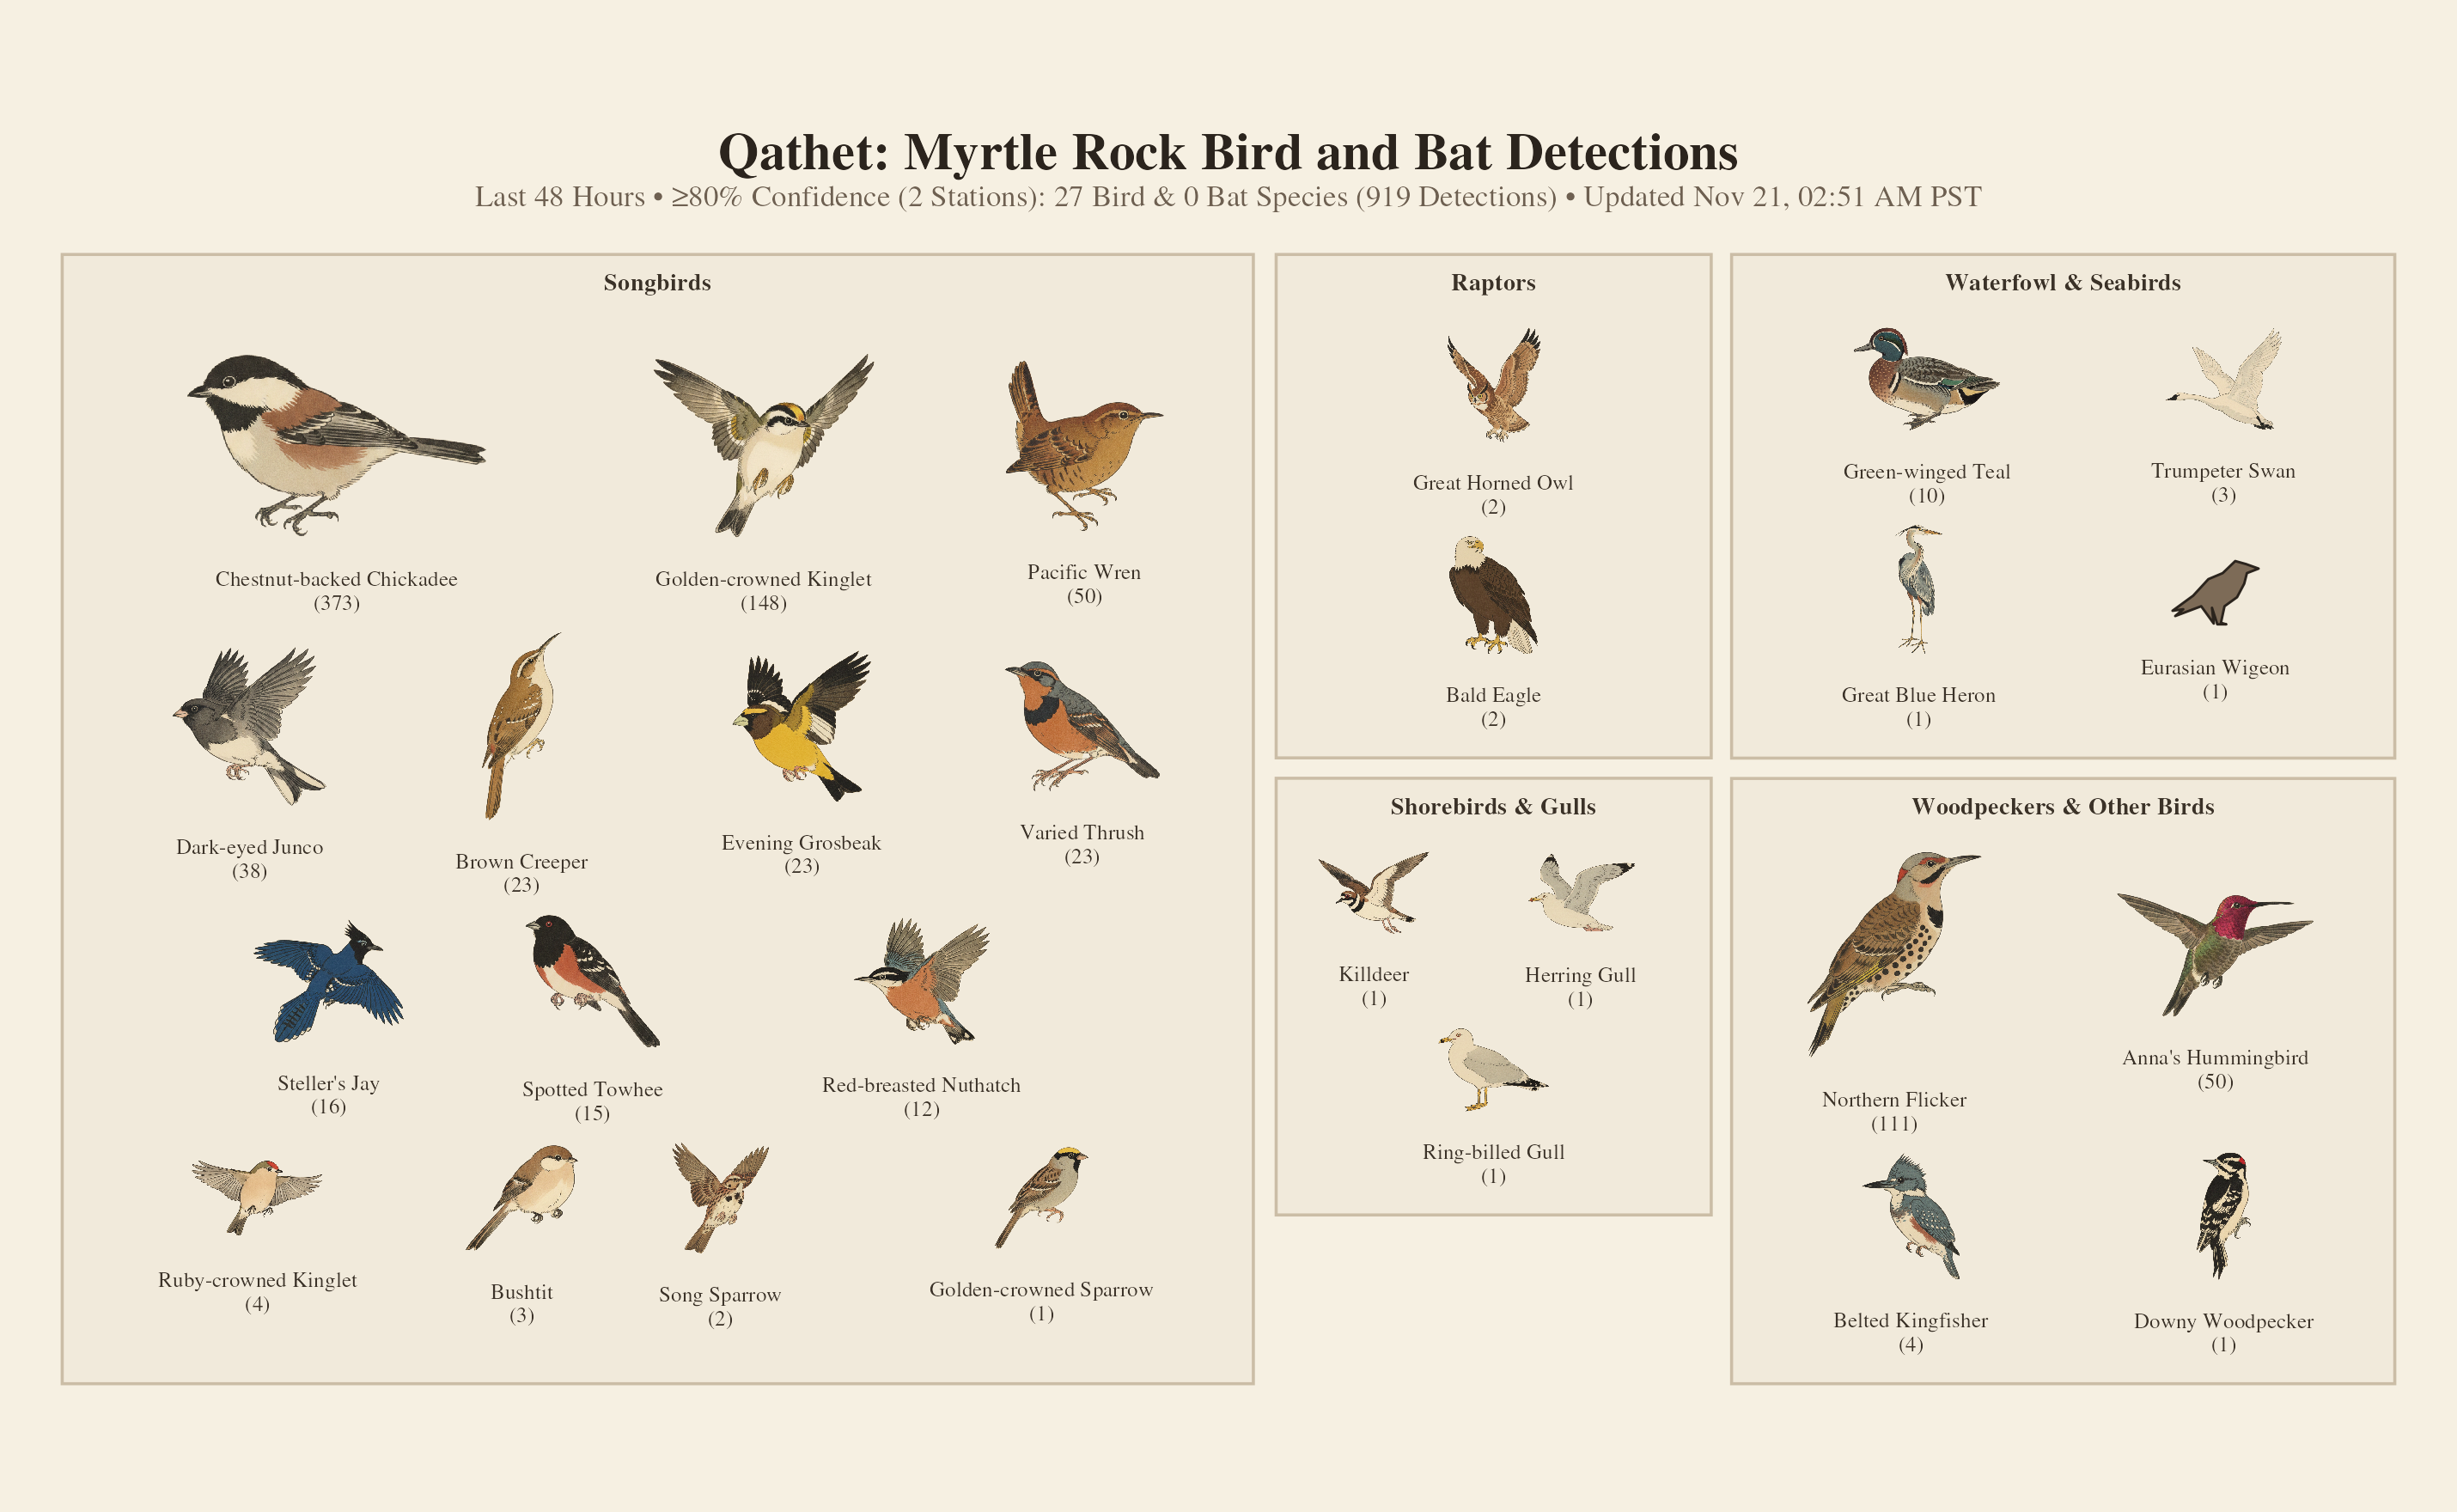 Qathet: Myrtle Rock Bird and Bat Detections
Last 48 Hours • ≥80% Confidence (2 Stations): 27 Bird & 0 Bat Species (919 Detections) • Updated Nov 21, 02:51 AM PST
Songbirds
Chestnut-backed Chickadee
(373)
Golden-crowned Kinglet
(148)
Pacific Wren
(50)
Dark-eyed Junco
(38)
Brown Creeper
(23)
Evening Grosbeak
(23)
Varied Thrush
(23)
Steller's Jay
(16)
Spotted Towhee
(15)
Red-breasted Nuthatch
(12)
Ruby-crowned Kinglet
(4)
Bushtit
(3)
Song Sparrow
(2)
Golden-crowned Sparrow
(1)
Raptors
Great Horned Owl
(2)
Bald Eagle
(2)
Waterfowl & Seabirds
Green-winged Teal
(10)
Trumpeter Swan
(3)
Great Blue Heron
(1)
Eurasian Wigeon
(1)
Shorebirds & Gulls
Killdeer
(1)
Herring Gull
(1)
Ring-billed Gull
(1)
Woodpeckers & Other Birds
Northern Flicker
(111)
Anna's Hummingbird
(50)
Belted Kingfisher
(4)
Downy Woodpecker
(1)